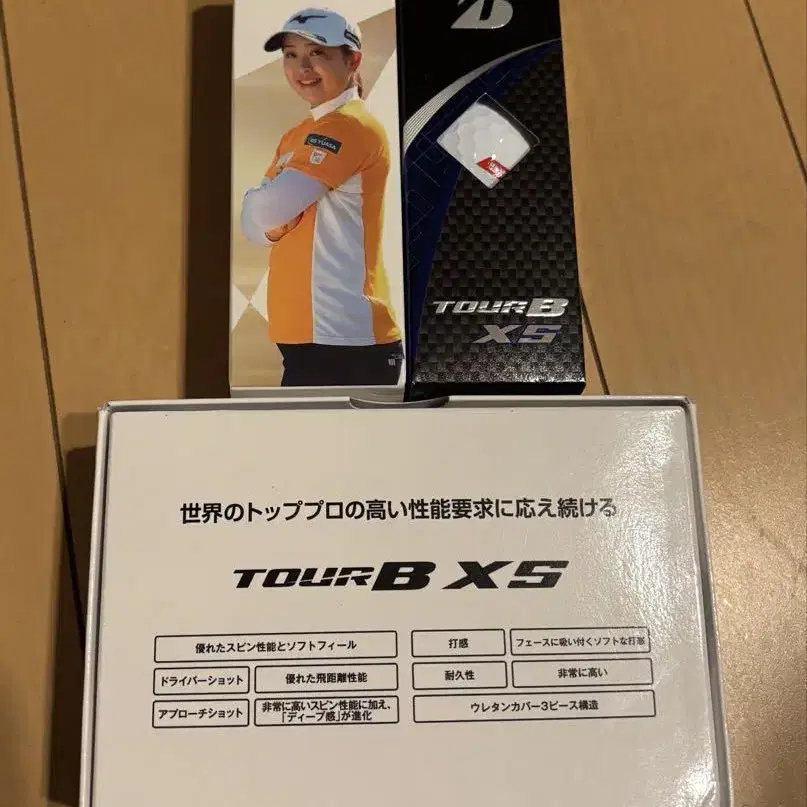 GS YUASA
B
TOUR B
XS
世界のトッププロの高い性能要求に応え続ける
TOUR B XS
優れたスピン性能とソフトフィール
打感
フェースに吸い付くソフトな打感
ドライバーショット
優れた飛距離性能
耐久性
非常に高い
アプローチショット
非常に高いスピン性能に加え、
「ディープ感」が進化
ウレタンカバー3ピース構造